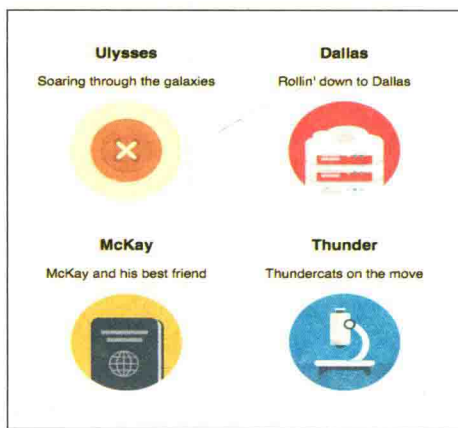 Ulysses
Soaring through the galaxies
Dallas
Rollin' down to Dallas
McKay
McKay and his best friend
Thunder
Thundercats on the move